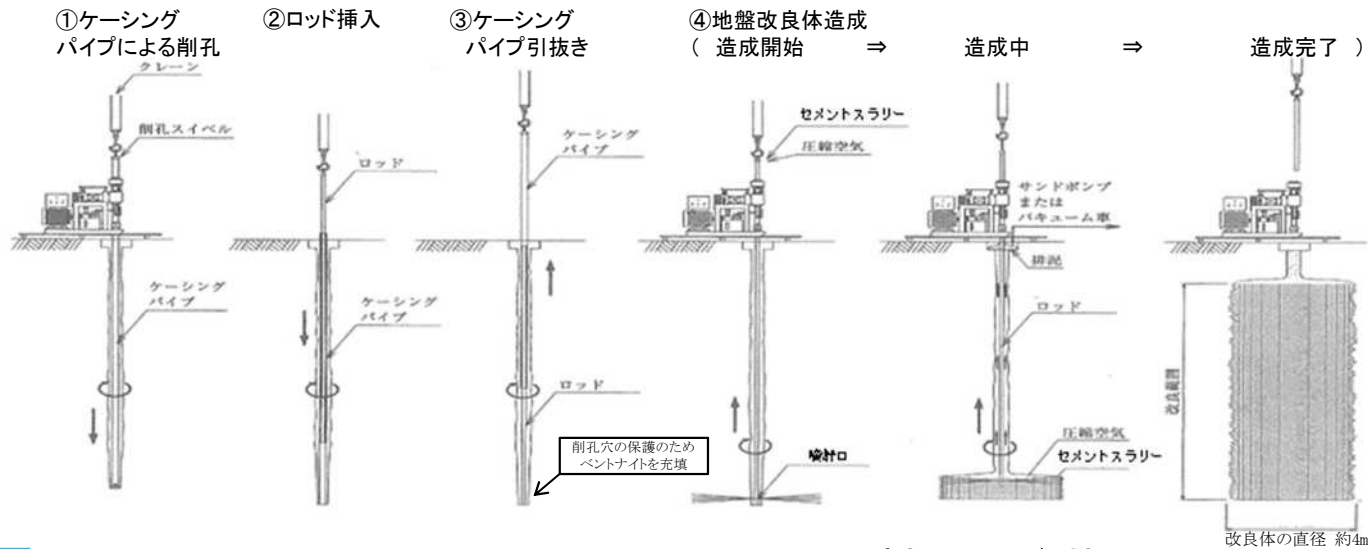 ①ケーシング
パイプによる削孔
②ロッド挿入
③ケーシング
パイプ引抜き
④地盤改良体造成
( 造成開始 ⇒ 造成中 ⇒ 造成完了 )
クレーン
削孔スイベル
ケーシング
パイプ
ロッド
ケーシング
パイプ
ケーシング
パイプ
ロッド
削孔穴の保護のため
ベントナイトを充填
セメントスラリー
圧縮空気
噴射口
サンドポンプ
または
バキューム車
排泥
ロッド
圧縮空気
セメントスラリー
改良範囲
改良体の直径 約4m